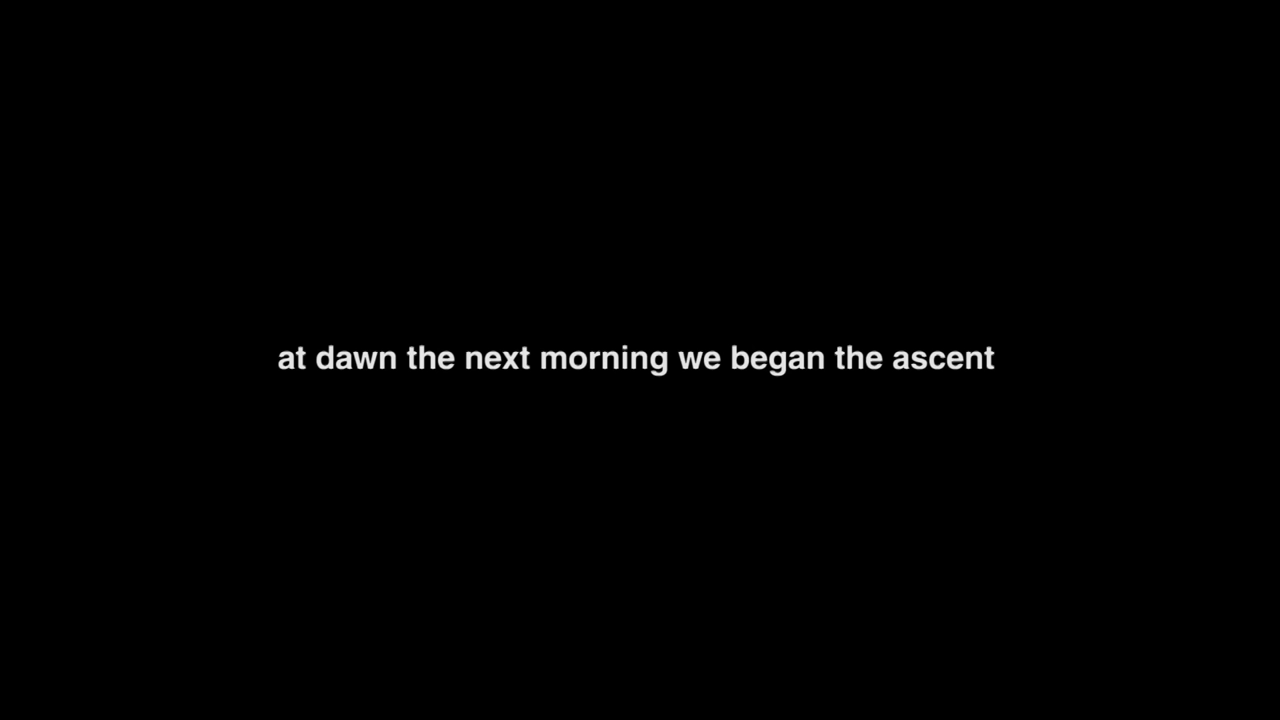 at dawn the next morning we began the ascent